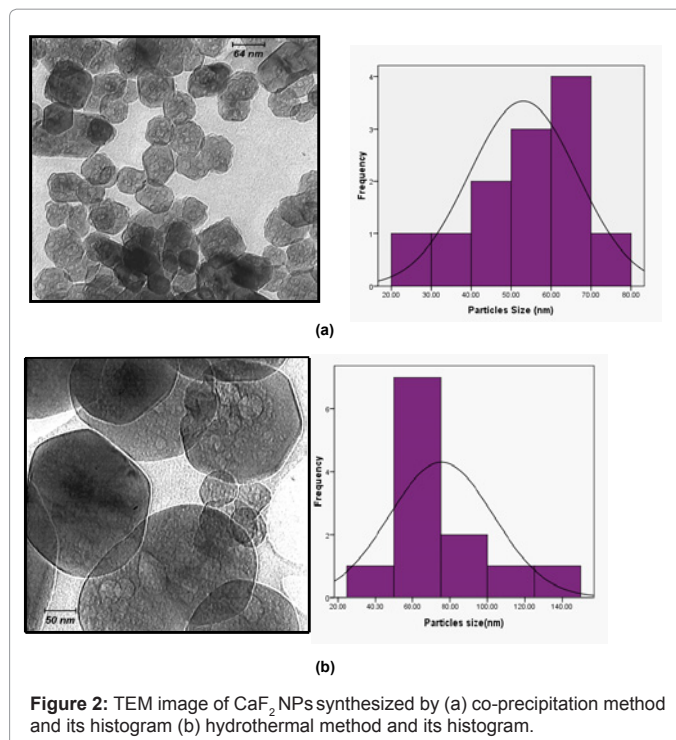 64 nm
Frequency
4
3
2
1
0
20.00 30.00 40.00 50.00 60.00 70.00 80.00
Particles Size (nm)
(a)
50 nm
Frequency
6
4
2
0
20.00 40.00 60.00 80.00 100.00 120.00 140.00
Particles size(nm)
(b)
Figure 2: TEM image of CaF₂ NPs synthesized by (a) co-precipitation method
and its histogram (b) hydrothermal method and its histogram.